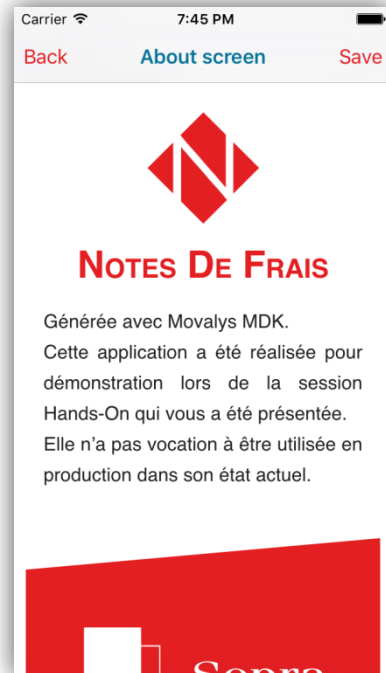 Carrier 7:45 PM
Back About screen Save
NOTES DE FRAIS
Générée avec Movalys MDK.
Cette application a été réalisée pour
démonstration lors de la session
Hands-On qui vous a été présentée.
Elle n'a pas vocation à être utilisée en
production dans son état actuel.
Sopra